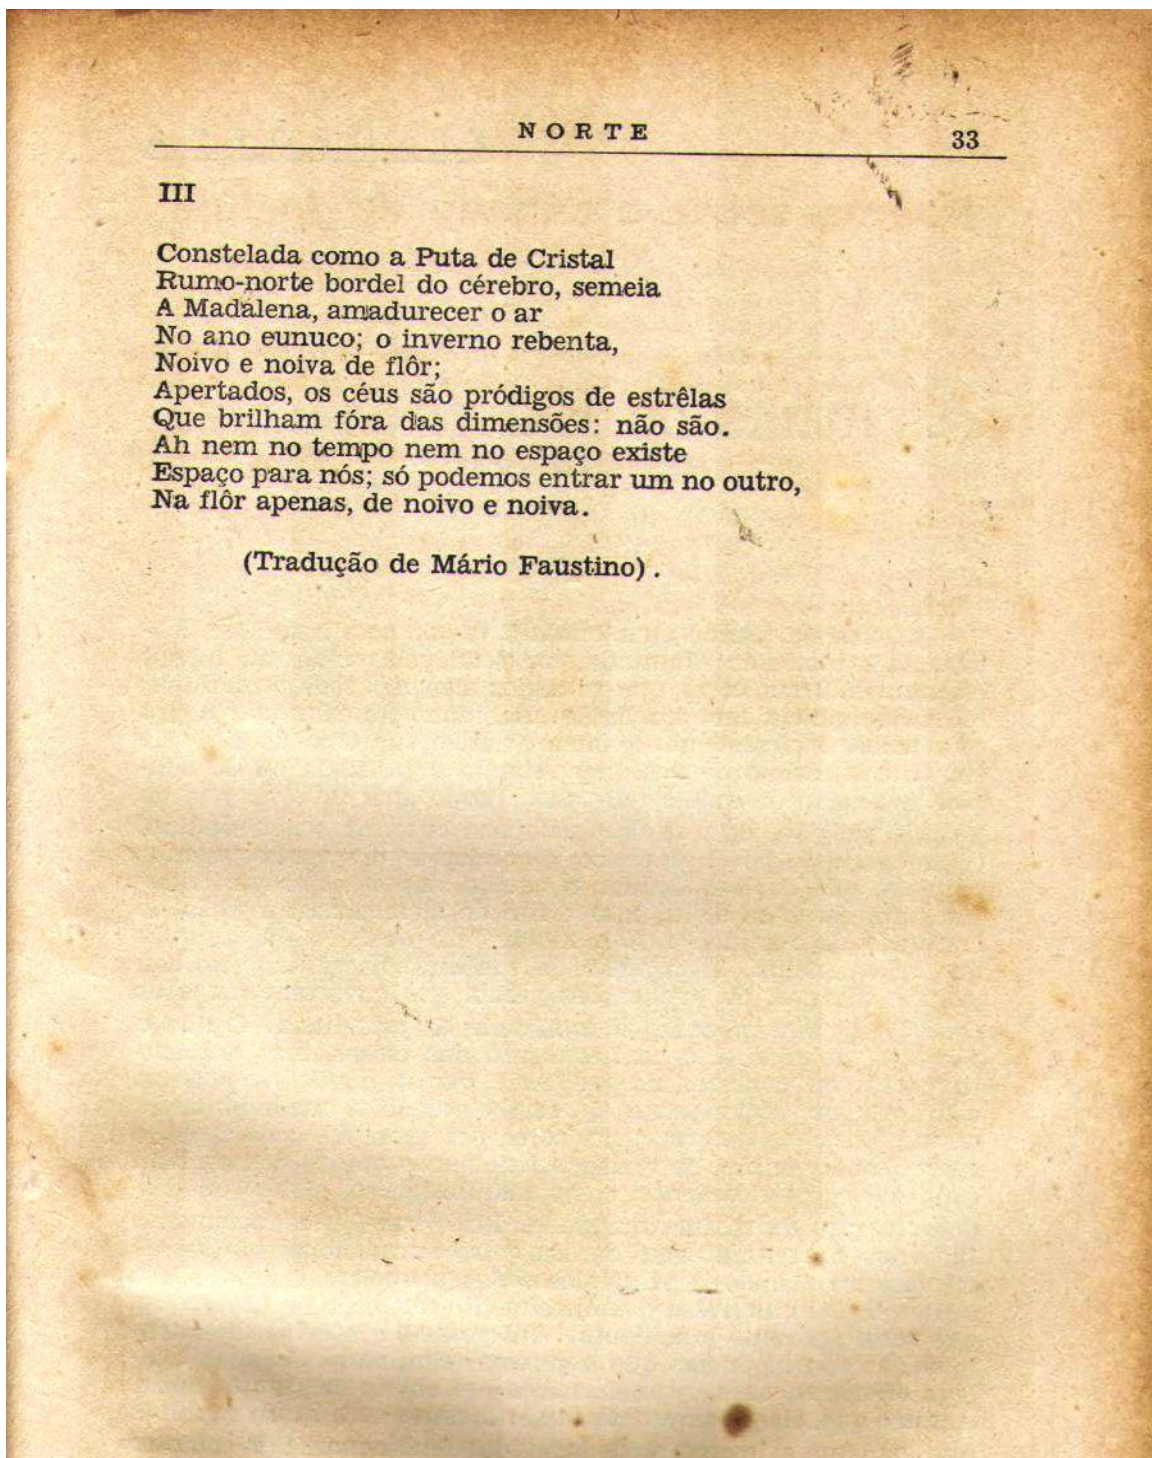 NORTE 33
III
Constelada como a Puta de Cristal
Rumo-norte bordel do cérebro, semeia
A Madalena, amadurecer o ar
No ano eunuco; o inverno rebenta,
Noivo e noiva de flôr;
Apertados, os céus são pródigos de estrêlas
Que brilham fóra das dimensões: não são.
Ah nem no tempo nem no espaço existe
Espaço para nós; só podemos entrar um no outro,
Na flôr apenas, de noivo e noiva.
(Tradução de Mário Faustino).